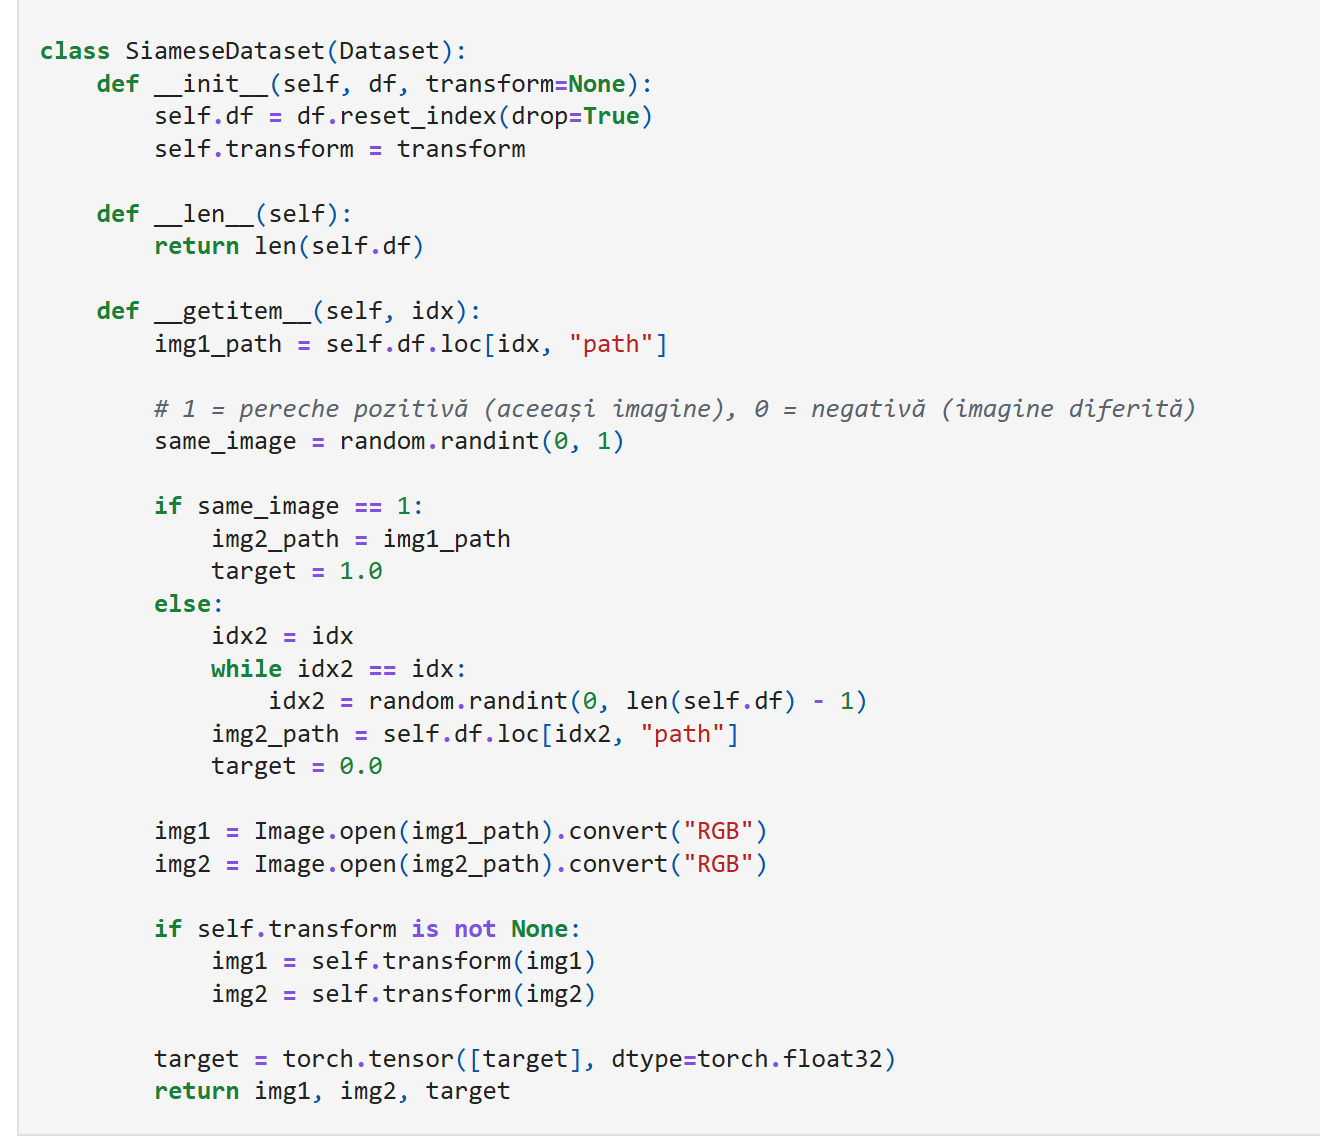 class SiameseDataset(Dataset):
    def __init__(self, df, transform=None):
        self.df = df.reset_index(drop=True)
        self.transform = transform

    def __len__(self):
        return len(self.df)

    def __getitem__(self, idx):
        img1_path = self.df.loc[idx, "path"]

        # 1 = pereche pozitivă (aceeași imagine), 0 = negativă (imagine diferită)
        same_image = random.randint(0, 1)

        if same_image == 1:
            img2_path = img1_path
            target = 1.0
        else:
            idx2 = idx
            while idx2 == idx:
                idx2 = random.randint(0, len(self.df) - 1)
            img2_path = self.df.loc[idx2, "path"]
            target = 0.0

        img1 = Image.open(img1_path).convert("RGB")
        img2 = Image.open(img2_path).convert("RGB")

        if self.transform is not None:
            img1 = self.transform(img1)
            img2 = self.transform(img2)

        target = torch.tensor([target], dtype=torch.float32)
        return img1, img2, target